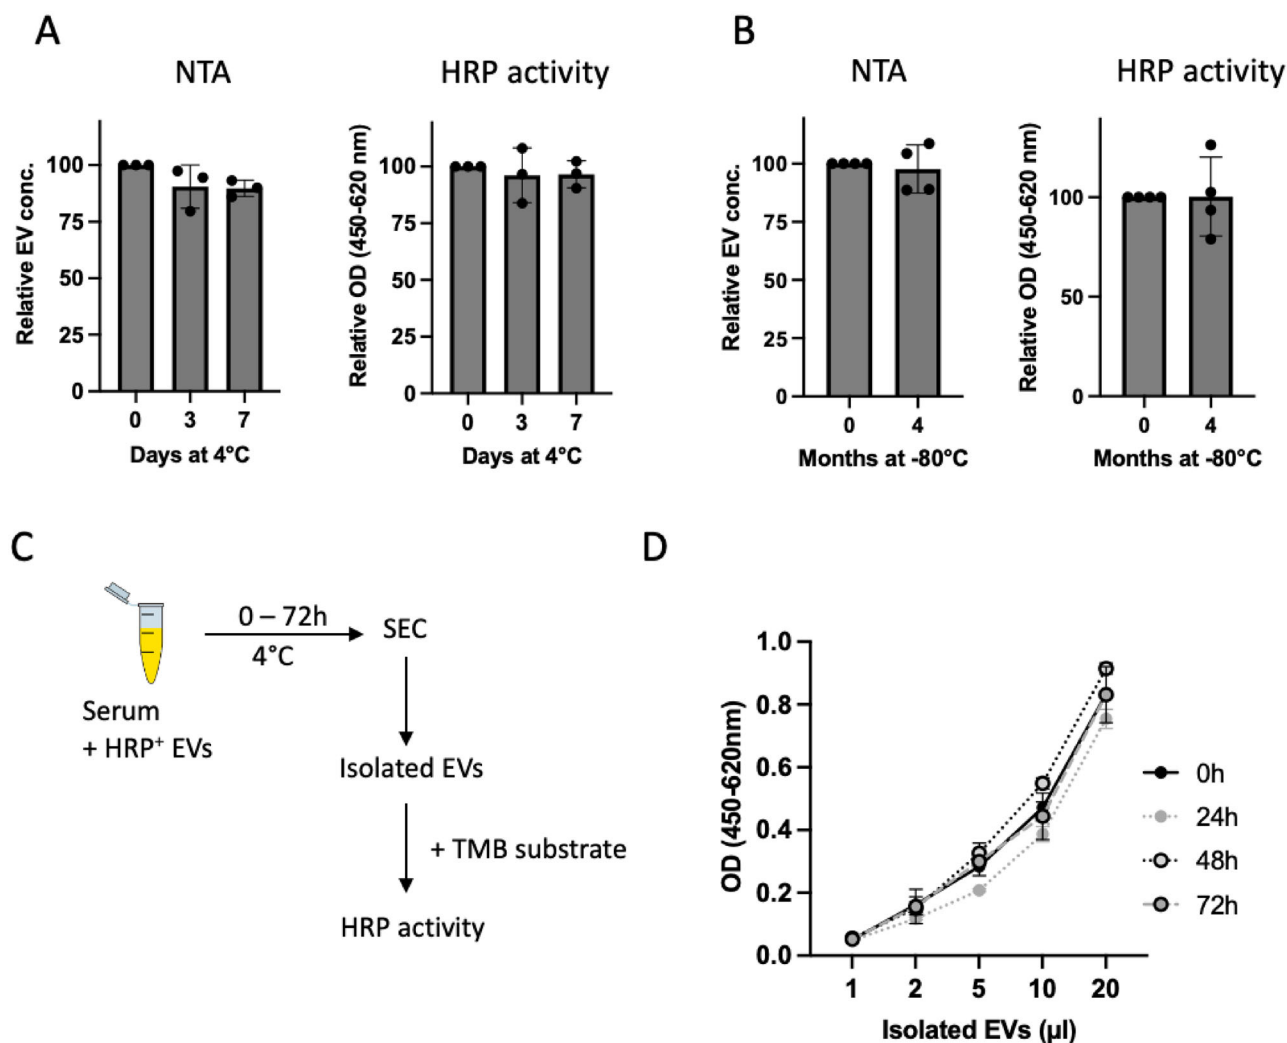 A
NTA
Relative EV conc.
100
75
50
25
0
0 3 7
Days at 4°C
HRP activity
Relative OD (450-620 nm)
100
75
50
25
0
0 3 7
Days at 4°C
B
NTA
Relative EV conc.
100
75
50
25
0
0 4
Months at -80°C
HRP activity
Relative OD (450-620 nm)
100
50
0
0 4
Months at -80°C
C
Serum
+ HRP⁺ EVs
0 – 72h
4°C
SEC
Isolated EVs
+ TMB substrate
HRP activity
D
OD (450-620nm)
1.0
0.8
0.6
0.4
0.2
0.0
1 2 5 10 20
Isolated EVs (µl)
0h
24h
48h
72h